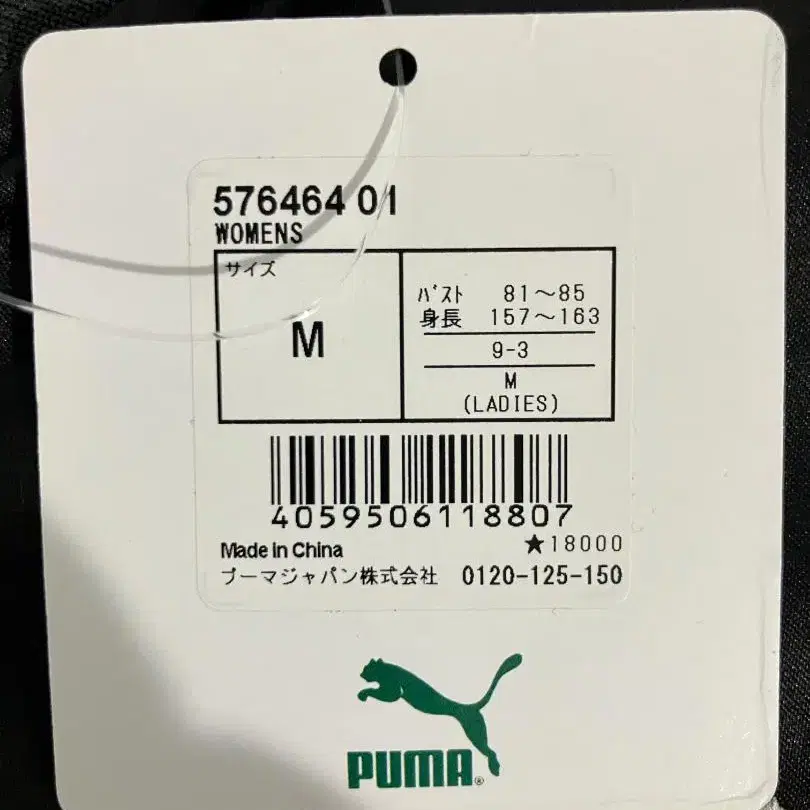 576464 01
WOMENS
サイズ
M
バスト 81〜85
身長 157〜163
9-3
M
(LADIES)
4059506118807
★18000
Made in China
プーマジャパン株式会社 0120-125-150
PUMA®